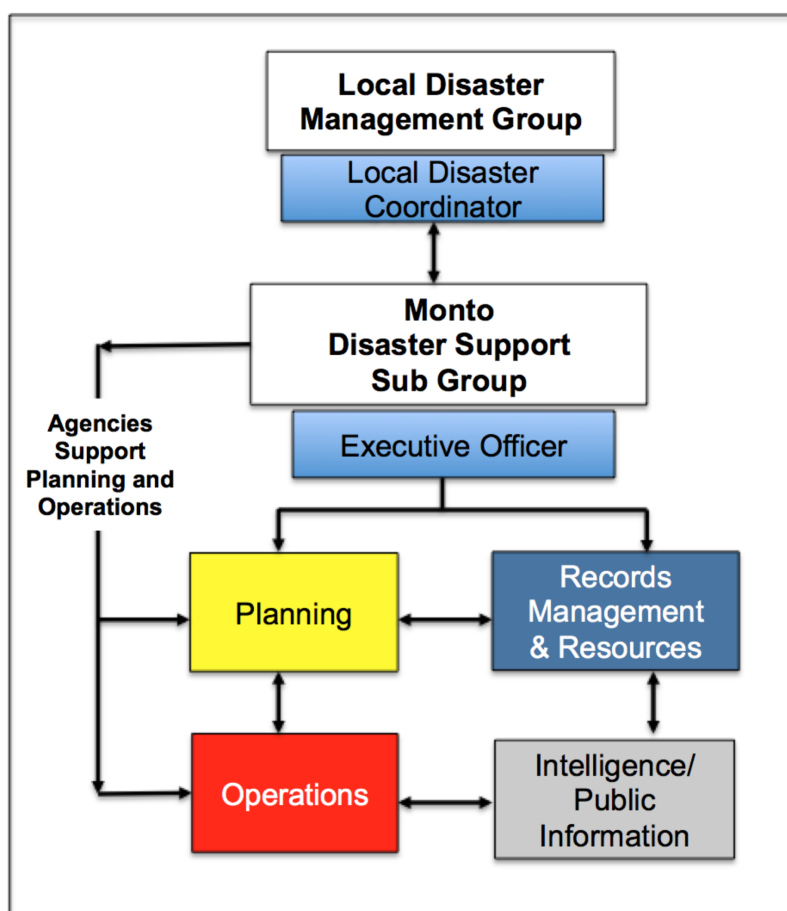 Local Disaster
Management Group
Local Disaster
Coordinator
Monto
Disaster Support
Sub Group
Executive Officer
Agencies
Support
Planning and
Operations
Planning
Records
Management
& Resources
Operations
Intelligence/
Public
Information